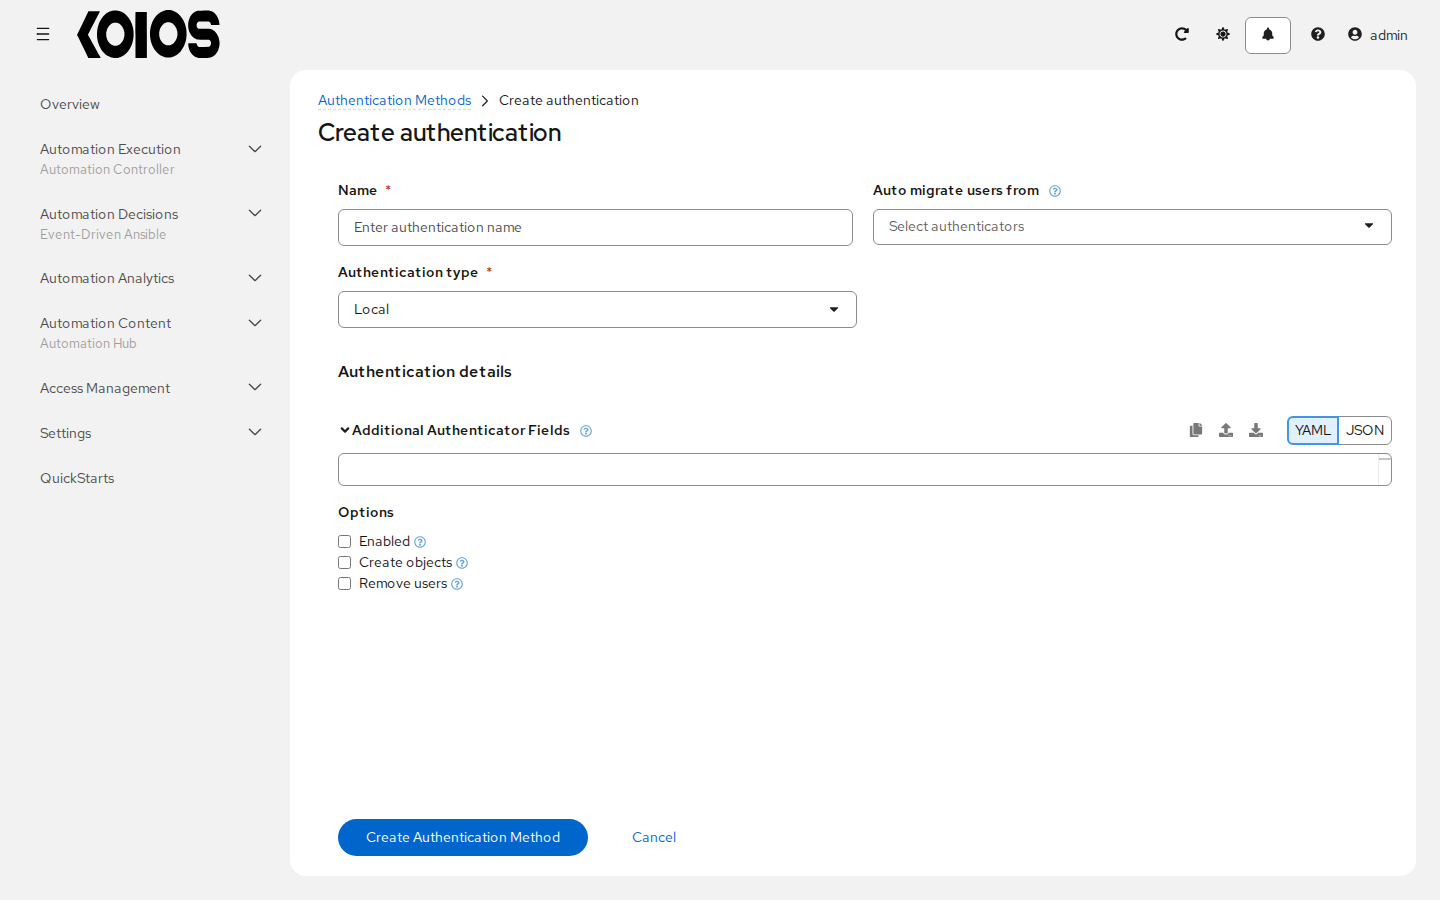 KOIOS
admin
Overview
Automation Execution
Automation Controller
Automation Decisions
Event-Driven Ansible
Automation Analytics
Automation Content
Automation Hub
Access Management
Settings
QuickStarts
Authentication Methods > Create authentication
Create authentication
Name *
Enter authentication name
Auto migrate users from
Select authenticators
Authentication type *
Local
Authentication details
Additional Authenticator Fields
YAML JSON
Options
Enabled
Create objects
Remove users
Create Authentication Method
Cancel